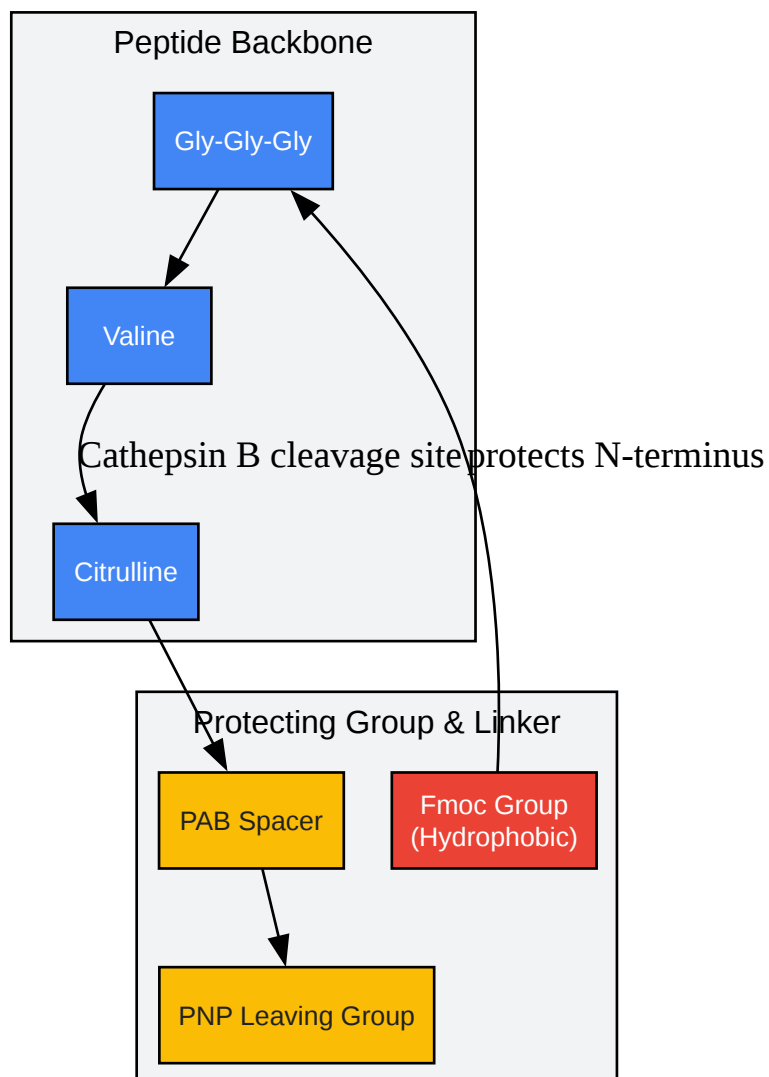 Peptide Backbone
Gly-Gly-Gly
Valine
Cathepsin B cleavage site
protects N-terminus
Citrulline
Protecting Group & Linker
PAB Spacer
Fmoc Group
(Hydrophobic)
PNP Leaving Group